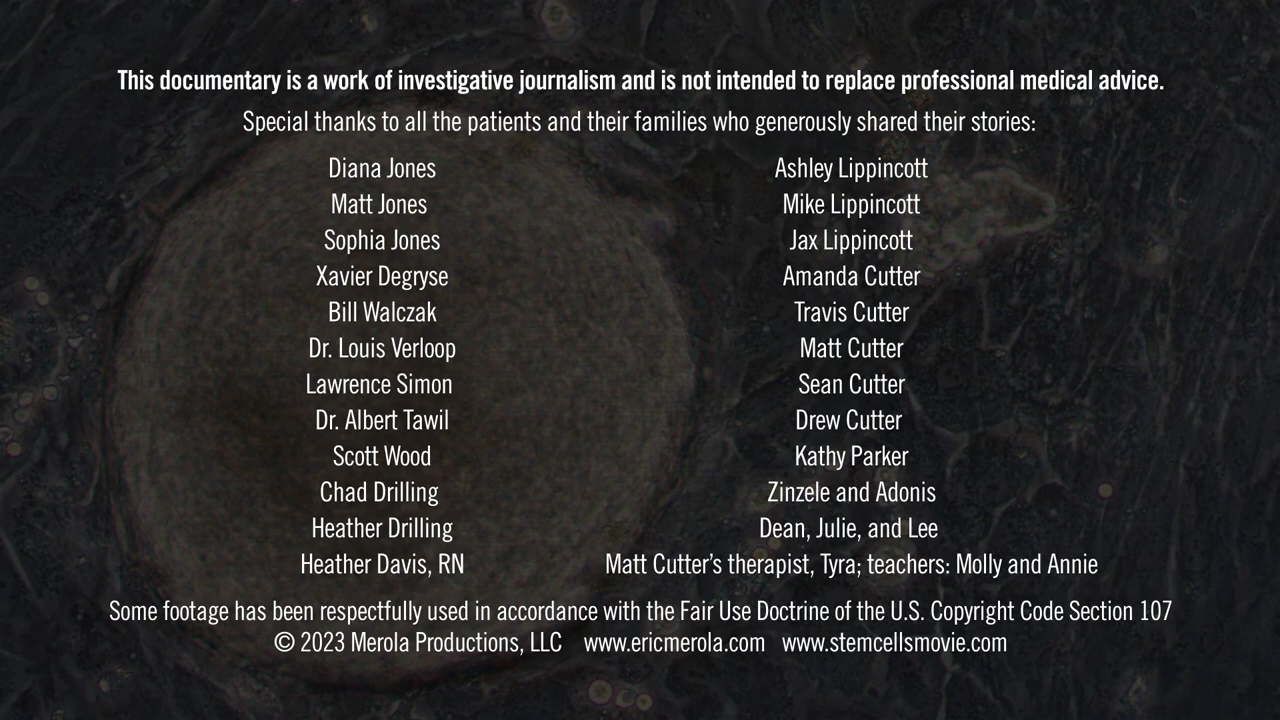 This documentary is a work of investigative journalism and is not intended to replace professional medical advice.
Special thanks to all the patients and their families who generously shared their stories:
Diana Jones
Matt Jones
Sophia Jones
Xavier Degryse
Bill Walczak
Dr. Louis Verloop
Lawrence Simon
Dr. Albert Tawil
Scott Wood
Chad Drilling
Heather Drilling
Heather Davis, RN
Ashley Lippincott
Mike Lippincott
Jax Lippincott
Amanda Cutter
Travis Cutter
Matt Cutter
Sean Cutter
Drew Cutter
Kathy Parker
Zinzele and Adonis
Dean, Julie, and Lee
Matt Cutter’s therapist, Tyra; teachers: Molly and Annie
Some footage has been respectfully used in accordance with the Fair Use Doctrine of the U.S. Copyright Code Section 107
© 2023 Merola Productions, LLC www.ericmerola.com www.stemcellsmovie.com